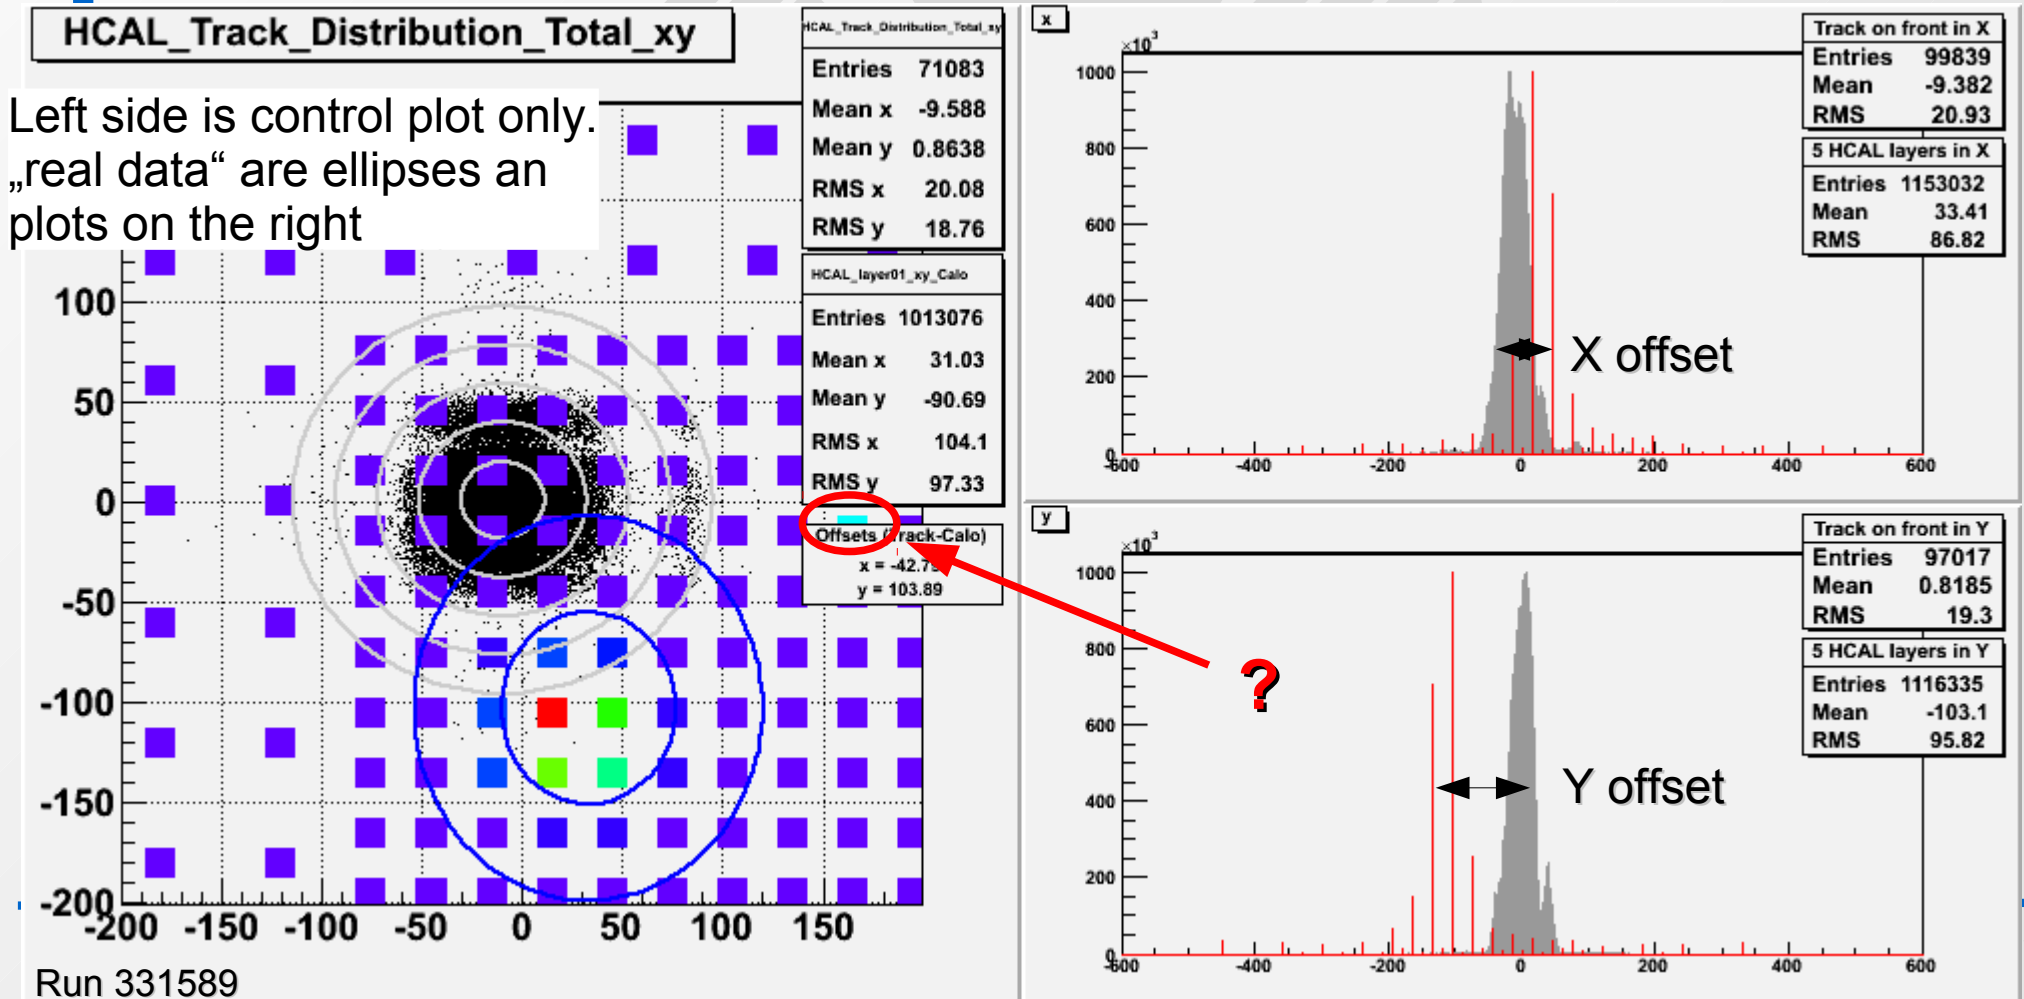 HCAL_Track_Distribution_Total_xy
Left side is control plot only.
„real data“ are ellipses an
plots on the right
HCAL_Track_Distribution_Total_xy
Entries 71083
Mean x -9.588
Mean y 0.8638
RMS x 20.08
RMS y 18.76
HCAL_layer01_xy_Calo
Entries 1013076
Mean x 31.03
Mean y -90.69
RMS x 104.1
RMS y 97.33
Offsets (Track-Calo)
x = -42.79
y = 103.89
100
50
0
-50
-100
-150
-200
-200 -150 -100 -50 0 50 100 150
Run 331589
x
×10³
1000
800
600
400
200
0
-600 -400 -200 0 200 400 600
Track on front in X
Entries 99839
Mean -9.382
RMS 20.93
5 HCAL layers in X
Entries 1153032
Mean 33.41
RMS 86.82
X offset
y
×10³
1000
800
600
400
200
0
-600 -400 -200 0 200 400 600
Track on front in Y
Entries 97017
Mean 0.8185
RMS 19.3
5 HCAL layers in Y
Entries 1116335
Mean -103.1
RMS 95.82
Y offset
?